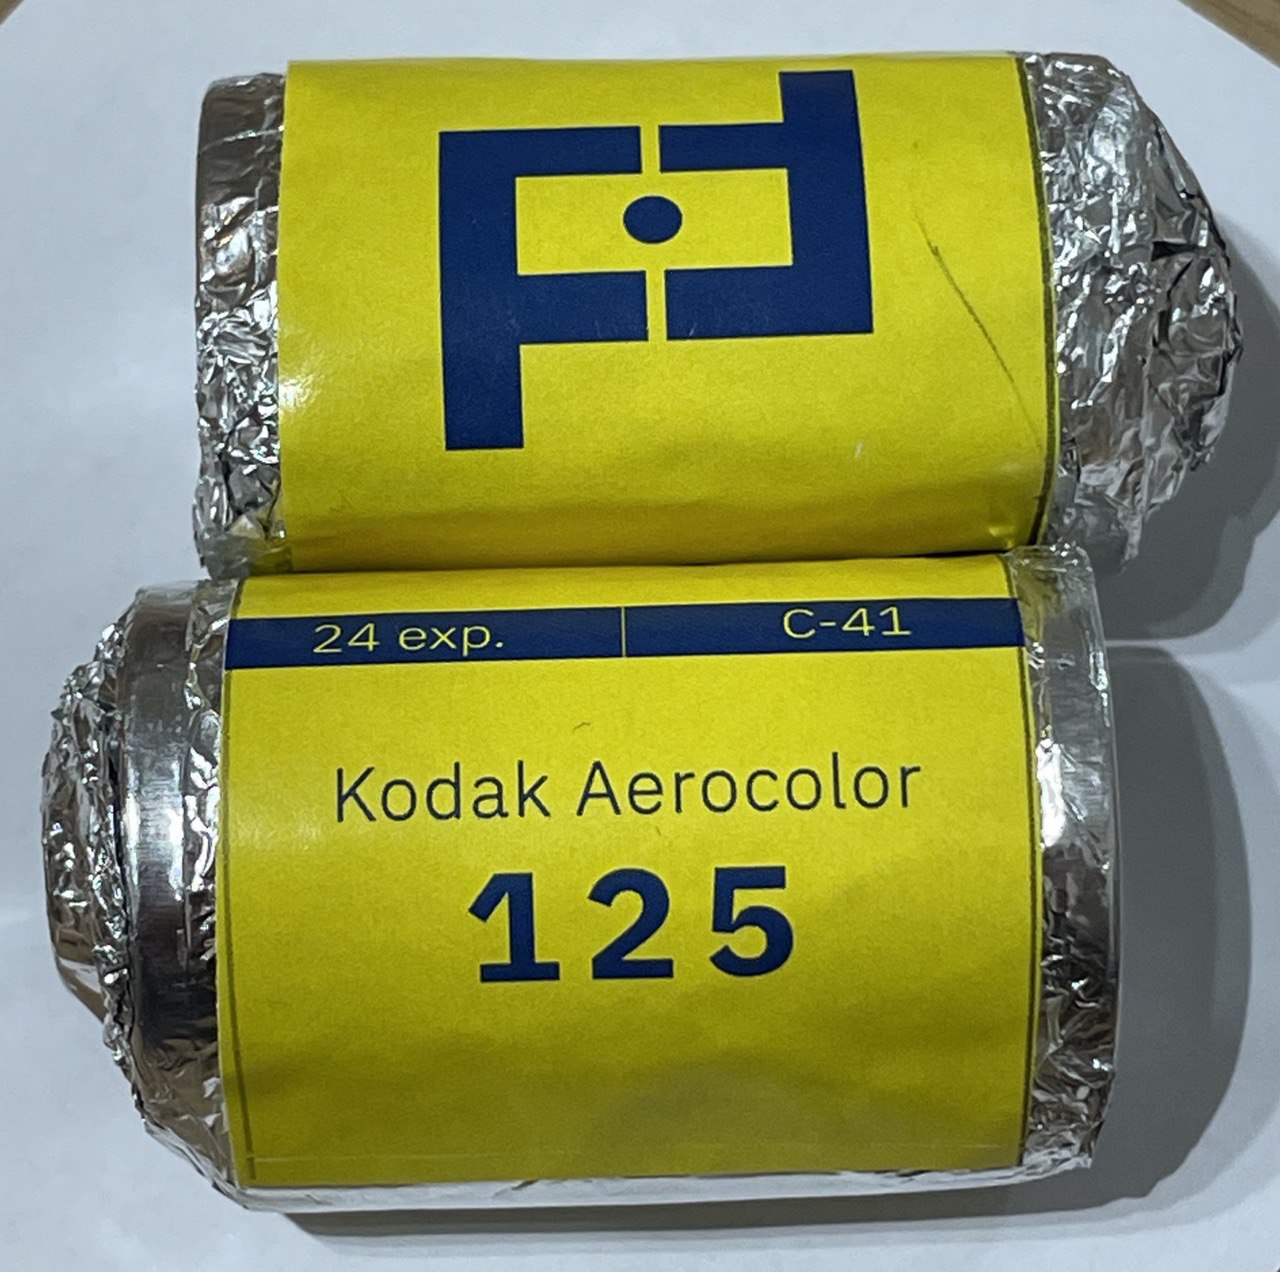 24 exp. C-41
Kodak Aerocolor
125